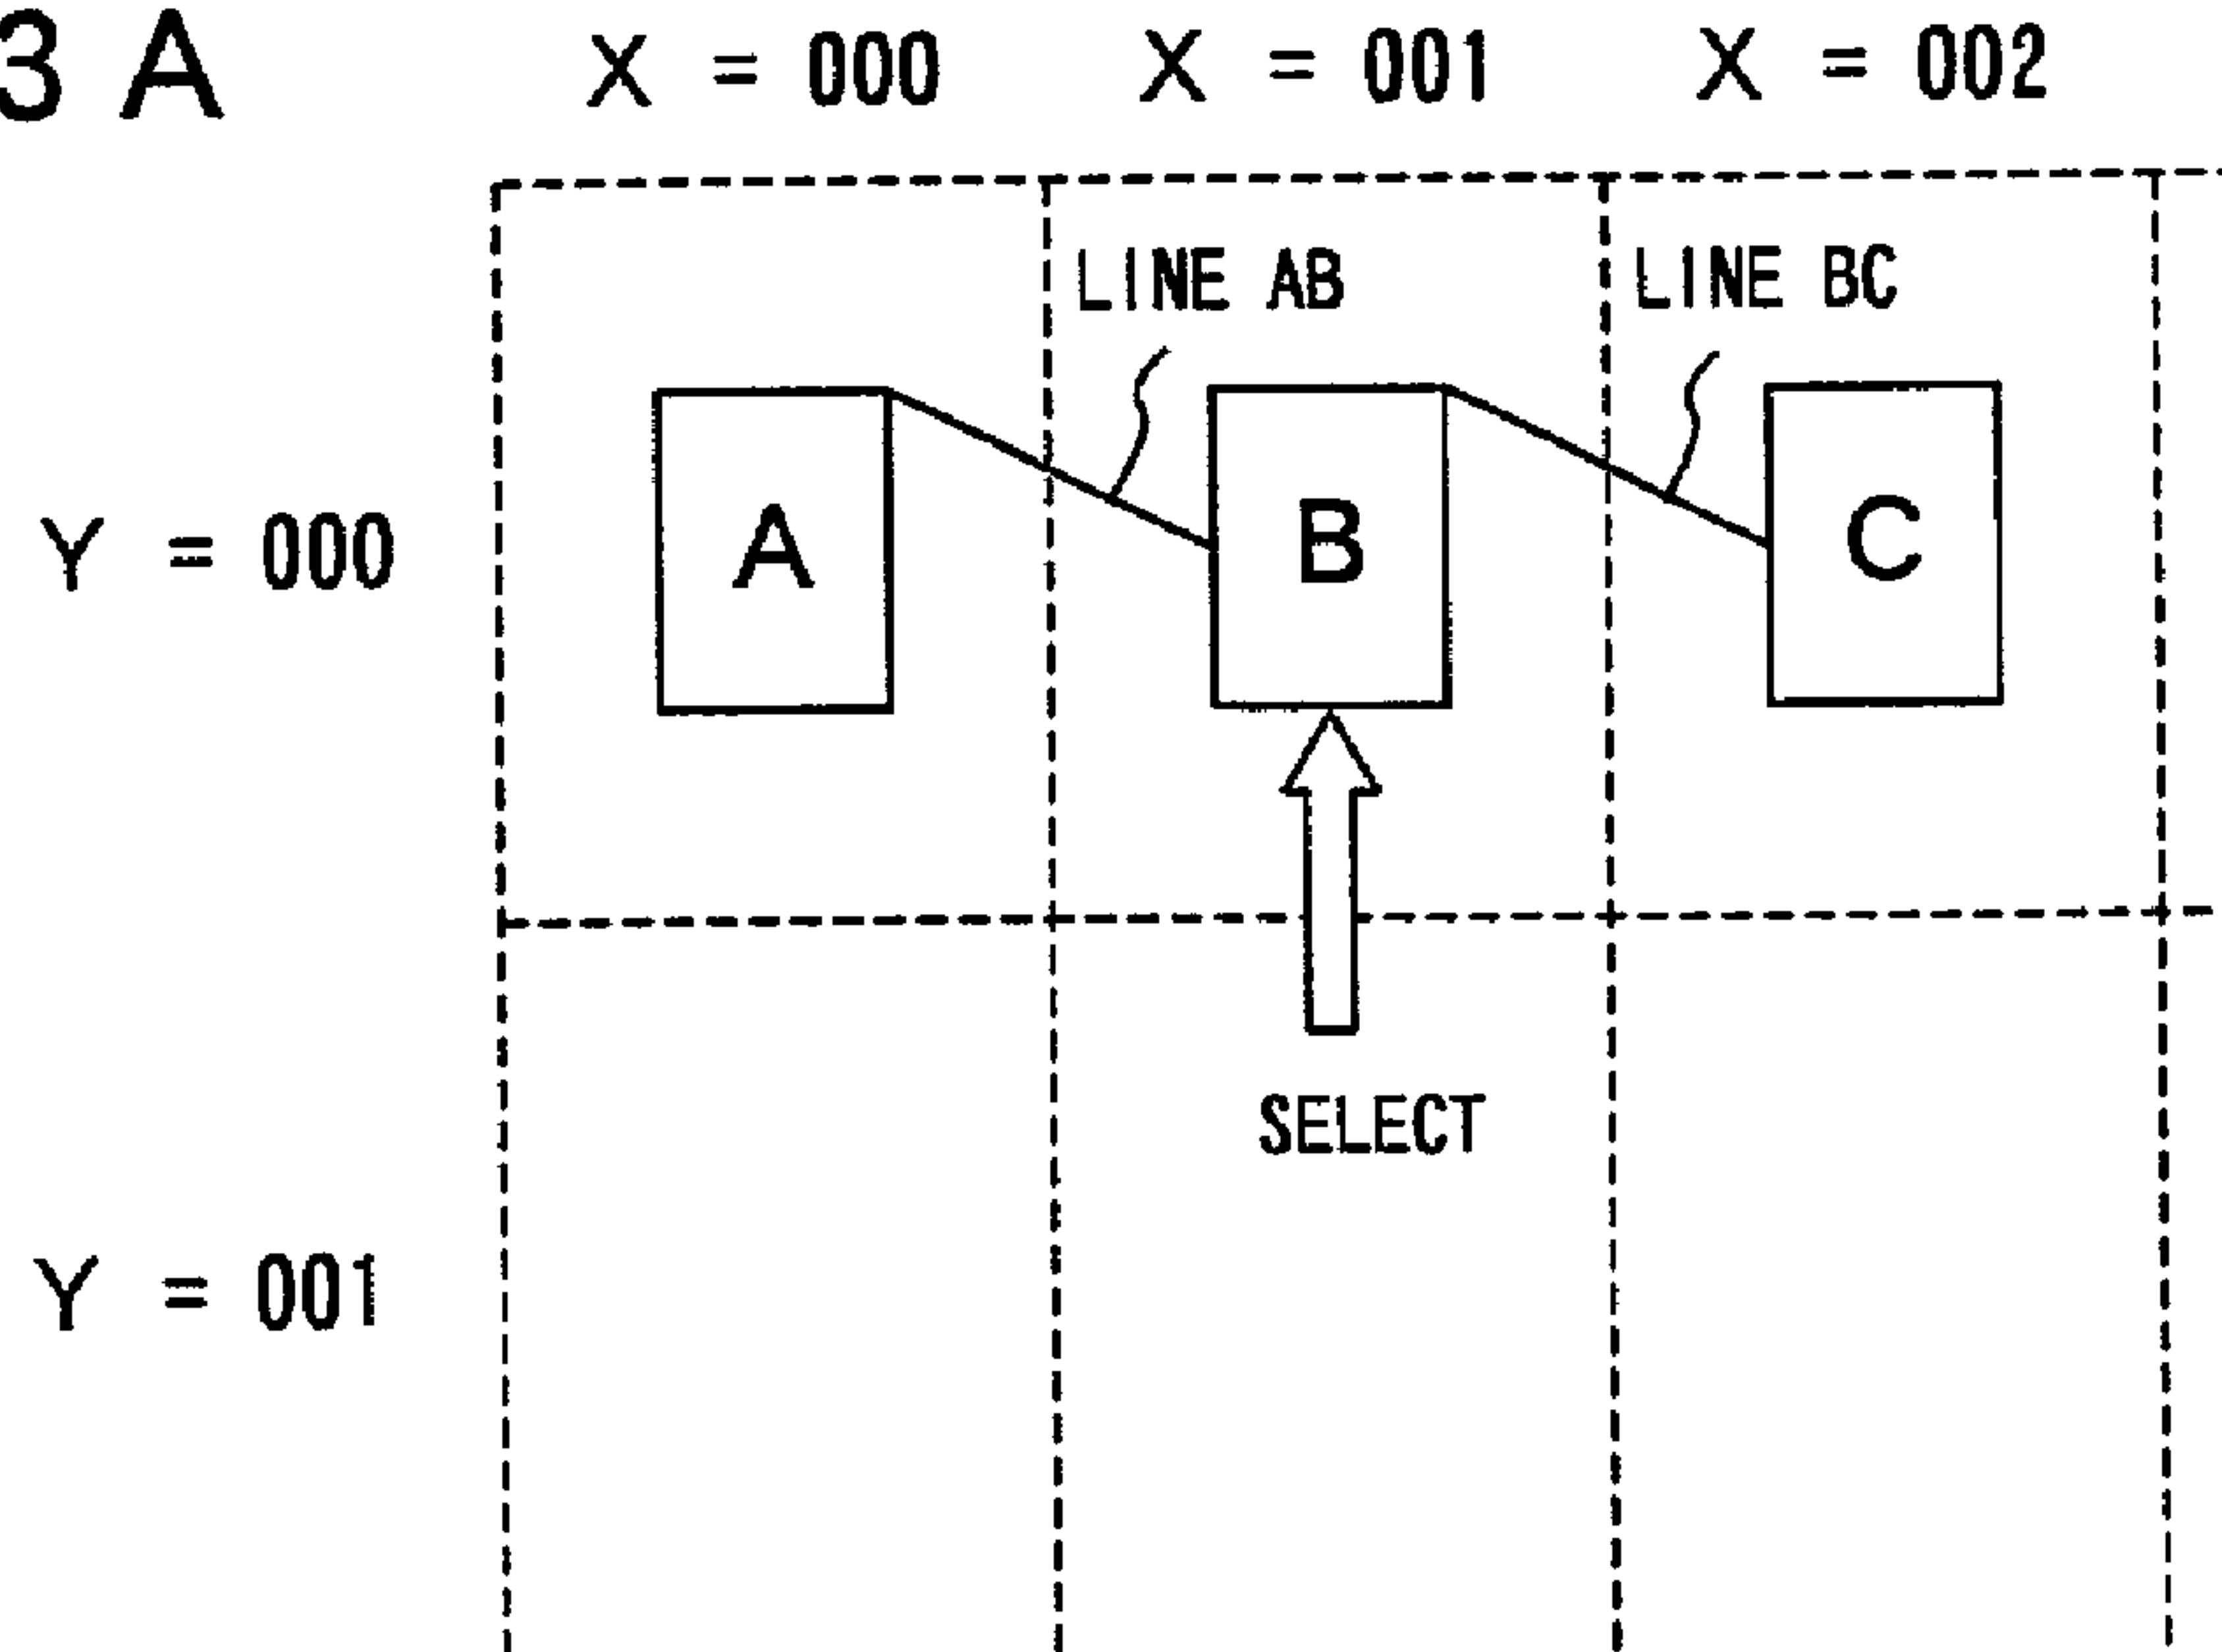 3 A
X = 000 X = 001 X = 002
LINE AB LINE BC
Y = 000 A B C
SELECT
Y = 001